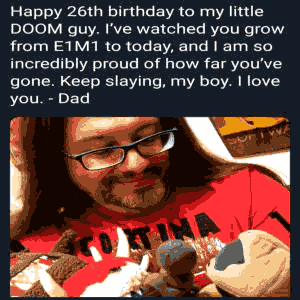 Happy 26th birthday to my little
DOOM guy. I've watched you grow
from E1M1 to today, and I am so
incredibly proud of how far you've
gone. Keep slaying, my boy. I love
you. - Dad